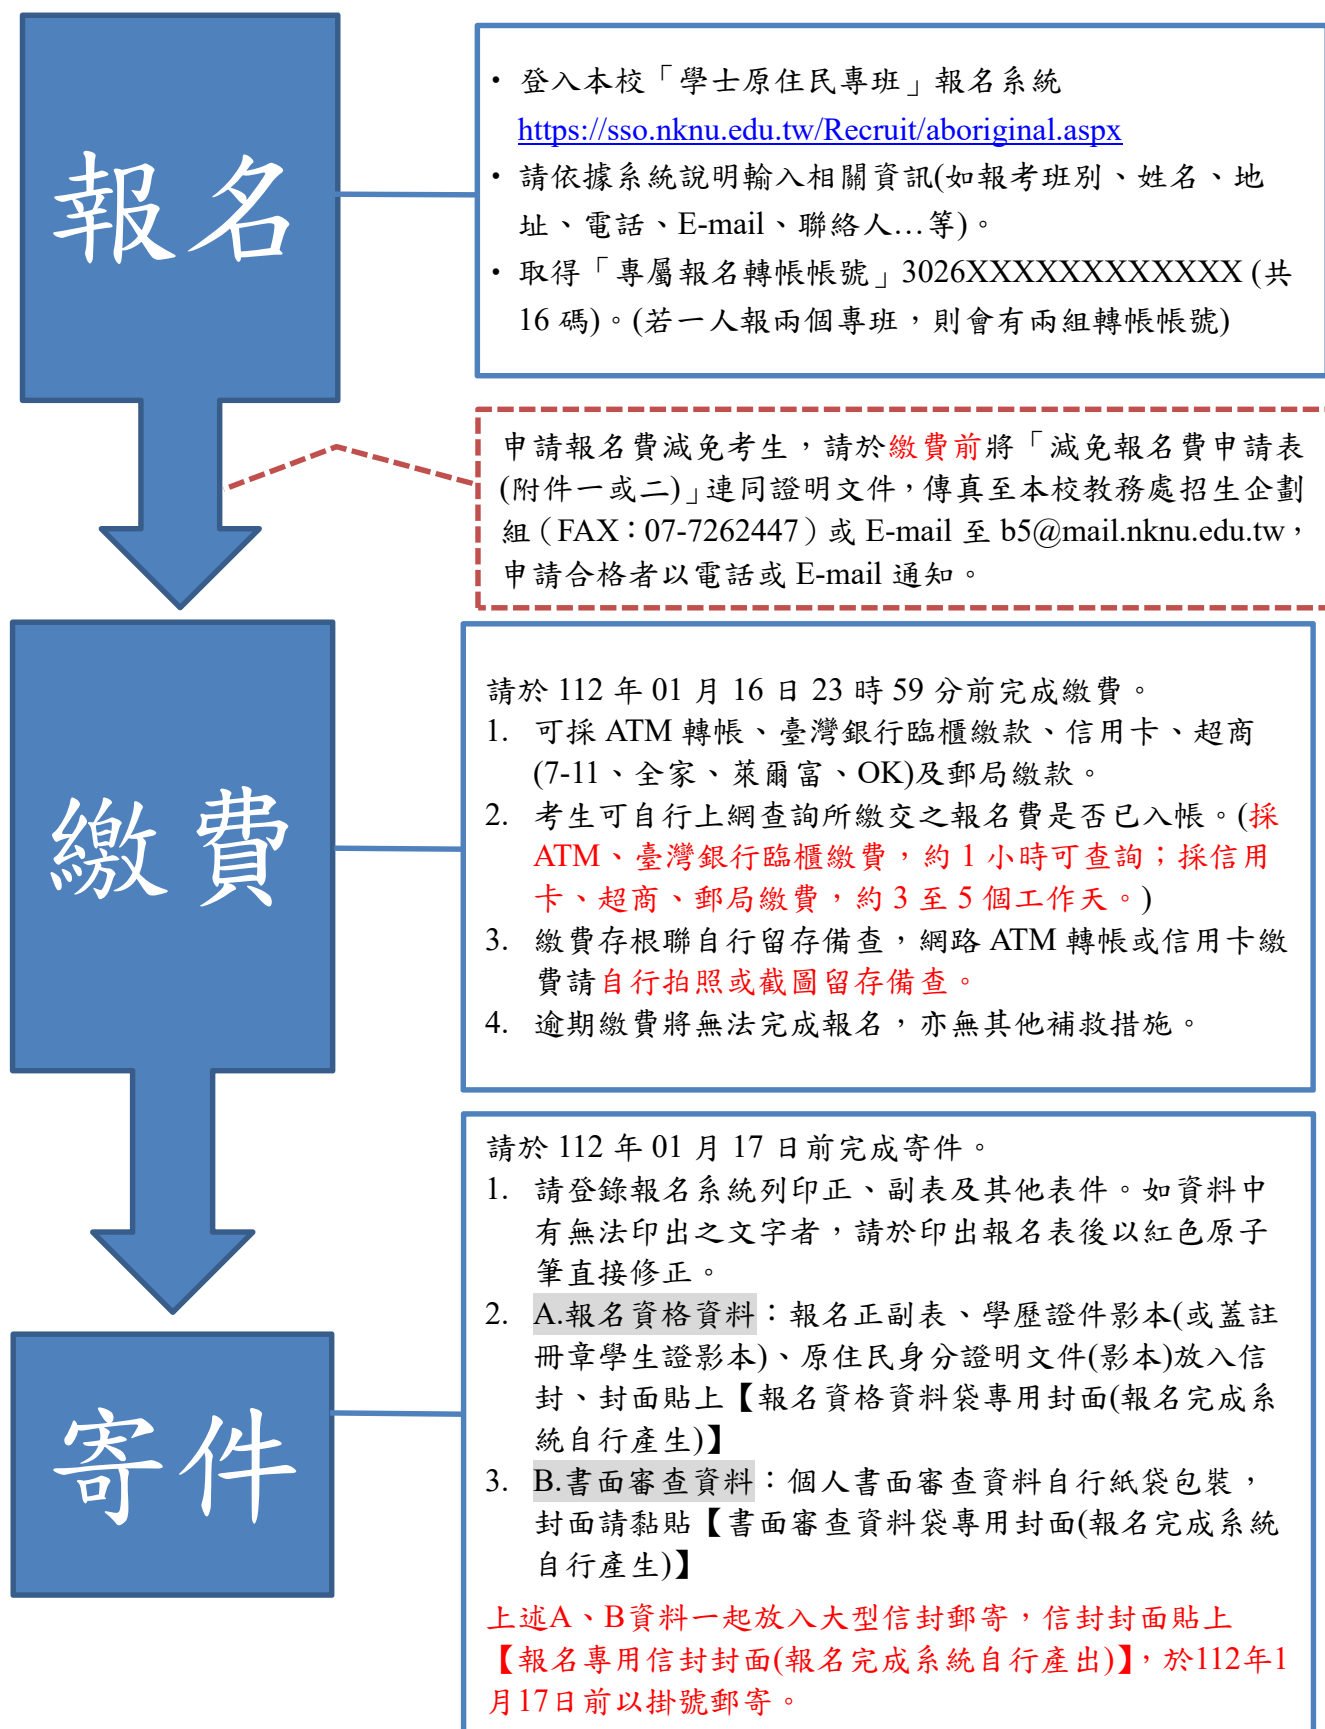 報名
• 登入本校「學士原住民專班」報名系統
https://sso.nknu.edu.tw/Recruit/aboriginal.aspx
• 請依據系統說明輸入相關資訊(如報考班別、姓名、地
址、電話、E-mail、聯絡人…等)。
• 取得「專屬報名轉帳帳號」3026XXXXXXXXXXXX (共
16 碼)。(若一人報兩個專班，則會有兩組轉帳帳號)
申請報名費減免考生，請於繳費前將「減免報名費申請表
(附件一或二)」連同證明文件，傳真至本校教務處招生企劃
組（FAX：07-7262447）或 E-mail 至 b5@mail.nknu.edu.tw，
申請合格者以電話或 E-mail 通知。
繳費
請於 112 年 01 月 16 日 23 時 59 分前完成繳費。
1. 可採 ATM 轉帳、臺灣銀行臨櫃繳款、信用卡、超商
(7-11、全家、萊爾富、OK)及郵局繳款。
2. 考生可自行上網查詢所繳交之報名費是否已入帳。(採
ATM、臺灣銀行臨櫃繳費，約 1 小時可查詢；採信用
卡、超商、郵局繳費，約 3 至 5 個工作天。)
3. 繳費存根聯自行留存備查，網路 ATM 轉帳或信用卡繳
費請自行拍照或截圖留存備查。
4. 逾期繳費將無法完成報名，亦無其他補救措施。
寄件
請於 112 年 01 月 17 日前完成寄件。
1. 請登錄報名系統列印正、副表及其他表件。如資料中
有無法印出之文字者，請於印出報名表後以紅色原子
筆直接修正。
2. A.報名資格資料：報名正副表、學歷證件影本(或蓋註
冊章學生證影本)、原住民身分證明文件(影本)放入信
封、封面貼上【報名資格資料袋專用封面(報名完成系
統自行產生)】
3. B.書面審查資料：個人書面審查資料自行紙袋包裝，
封面請黏貼【書面審查資料袋專用封面(報名完成系統
自行產生)】
上述A、B資料一起放入大型信封郵寄，信封封面貼上
【報名專用信封封面(報名完成系統自行產出)】，於112年1
月17日前以掛號郵寄。